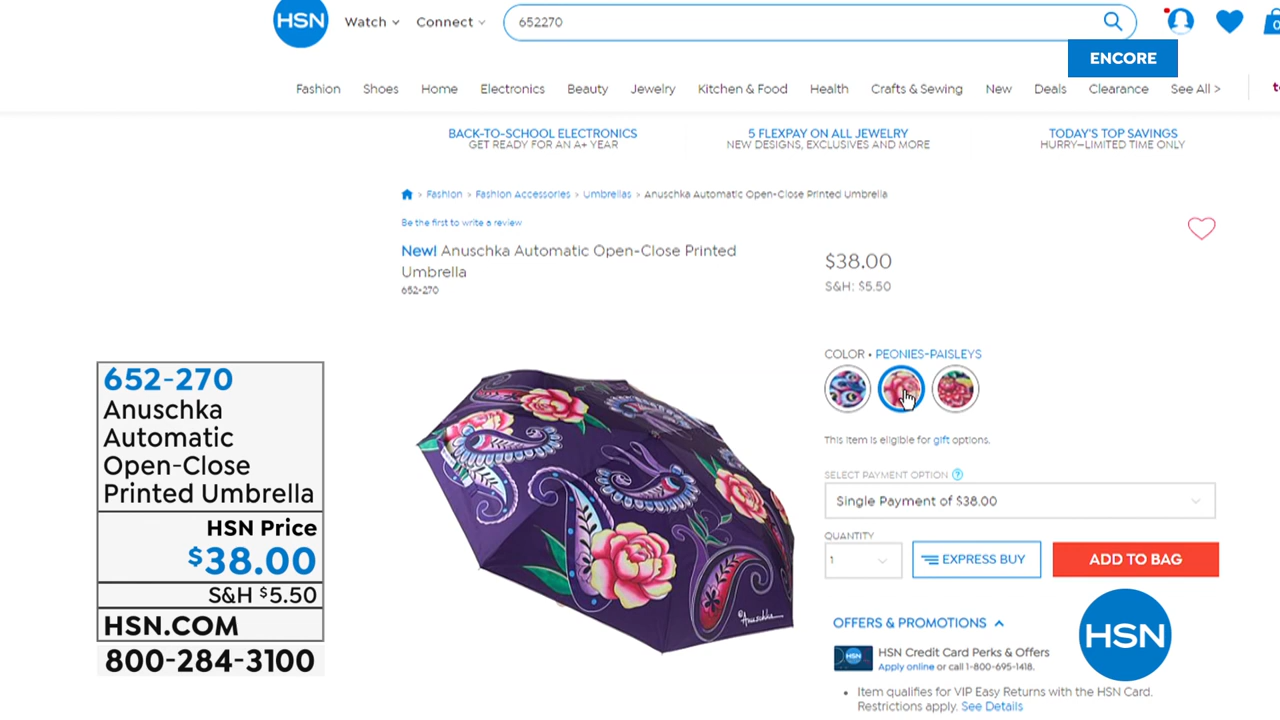 HSN
Watch
Connect
652270
0
ENCORE
Fashion
Shoes
Home
Electronics
Beauty
Jewelry
Kitchen & Food
Health
Crafts & Sewing
New
Deals
Clearance
See All >
BACK-TO-SCHOOL ELECTRONICS
GET READY FOR AN A+ YEAR
5 FLEXPAY ON ALL JEWELRY
NEW DESIGNS, EXCLUSIVES AND MORE
TODAY'S TOP SAVINGS
HURRY—LIMITED TIME ONLY
> Fashion > Fashion Accessories > Umbrellas > Anuschka Automatic Open-Close Printed Umbrella
Be the first to write a review
New! Anuschka Automatic Open-Close Printed
Umbrella
652-270
$38.00
S&H: $5.50
COLOR • PEONIES-PAISLEYS
This item is eligible for gift options.
SELECT PAYMENT OPTION ?
Single Payment of $38.00
QUANTITY
1
EXPRESS BUY
ADD TO BAG
OFFERS & PROMOTIONS
HSN
HSN Credit Card Perks & Offers
Apply online or call 1-800-695-1418.
• Item qualifies for VIP Easy Returns with the HSN Card.
Restrictions apply. See Details
HSN
©Anuschka
652-270
Anuschka
Automatic
Open-Close
Printed Umbrella
HSN Price
$38.00
S&H $5.50
HSN.COM
800-284-3100